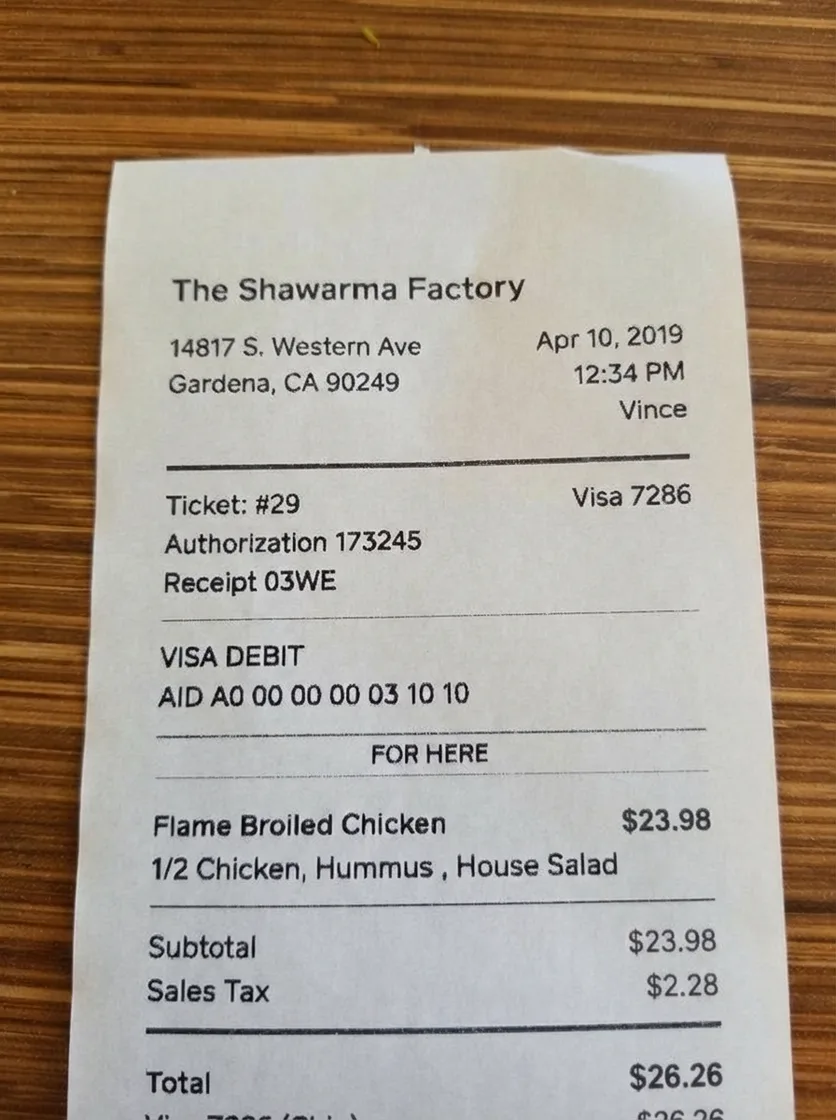 The Shawarma Factory
14817 S. Western Ave
Gardena, CA 90249
Apr 10, 2019
12:34 PM
Vince
Ticket: #29
Visa 7286
Authorization 173245
Receipt 03WE
VISA DEBIT
AID A0 00 00 00 03 10 10
FOR HERE
Flame Broiled Chicken $23.98
1/2 Chicken, Hummus , House Salad
Subtotal $23.98
Sales Tax $2.28
Total $26.26